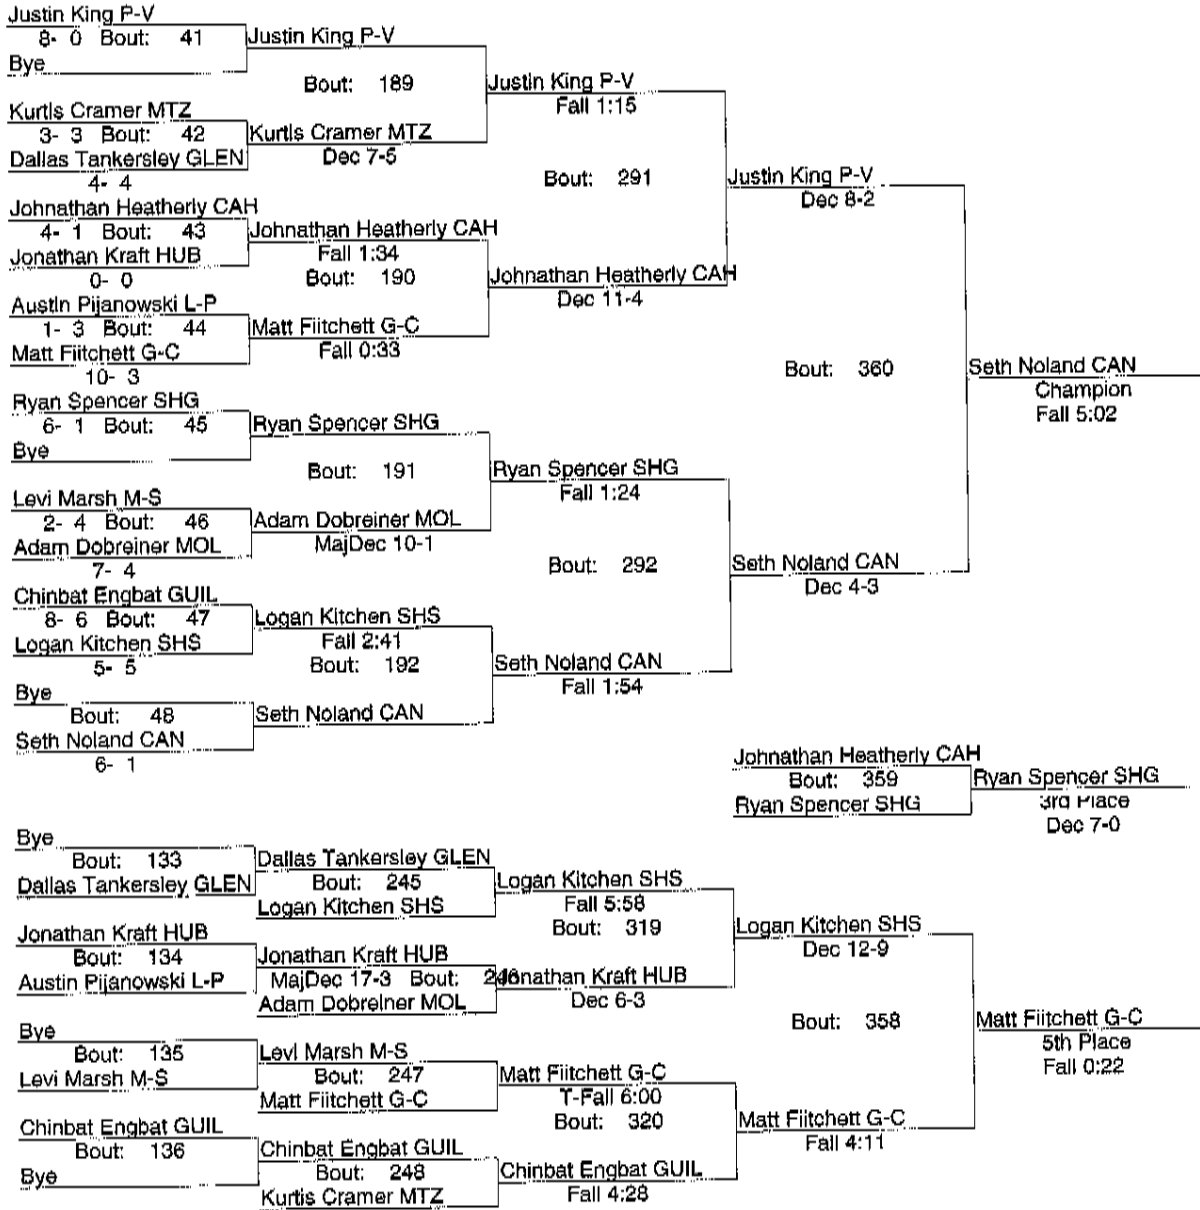 Justin King P-V
8- 0 Bout: 41
Bye
Justin King P-V
Bout: 189
Kurtis Cramer MTZ
3- 3 Bout: 42
Dallas Tankersley GLEN
4- 4
Kurtis Cramer MTZ
Dec 7-5
Justin King P-V
Fall 1:15
Bout: 291
Johnathan Heatherly CAH
4- 1 Bout: 43
Jonathan Kraft HUB
0- 0
Johnathan Heatherly CAH
Fall 1:34
Bout: 190
Austin Pijanowski L-P
1- 3 Bout: 44
Matt Fiitchett G-C
10- 3
Matt Fiitchett G-C
Fall 0:33
Johnathan Heatherly CAH
Dec 11-4
Justin King P-V
Dec 8-2
Bout: 360
Ryan Spencer SHG
6- 1 Bout: 45
Bye
Ryan Spencer SHG
Bout: 191
Levi Marsh M-S
2- 4 Bout: 46
Adam Dobreiner MOL
7- 4
Adam Dobreiner MOL
MajDec 10-1
Ryan Spencer SHG
Fall 1:24
Bout: 292
Chinbat Engbat GUIL
8- 6 Bout: 47
Logan Kitchen SHS
5- 5
Logan Kitchen SHS
Fall 2:41
Bout: 192
Bye
Bout: 48
Seth Noland CAN
6- 1
Seth Noland CAN
Seth Noland CAN
Fall 1:54
Seth Noland CAN
Dec 4-3
Seth Noland CAN
Champion
Fall 5:02
Johnathan Heatherly CAH
Bout: 359
Ryan Spencer SHG
Ryan Spencer SHG
3rd Place
Dec 7-0
Bye
Bout: 133
Dallas Tankersley GLEN
Dallas Tankersley GLEN
Bout: 245
Logan Kitchen SHS
Logan Kitchen SHS
Fall 5:58
Bout: 319
Jonathan Kraft HUB
Bout: 134
Austin Pijanowski L-P
Jonathan Kraft HUB
MajDec 17-3 Bout: 246
Adam Dobreiner MOL
Jonathan Kraft HUB
Dec 6-3
Logan Kitchen SHS
Dec 12-9
Bout: 358
Bye
Bout: 135
Levi Marsh M-S
Levi Marsh M-S
Bout: 247
Matt Fiitchett G-C
Matt Fiitchett G-C
T-Fall 6:00
Bout: 320
Chinbat Engbat GUIL
Bout: 136
Bye
Chinbat Engbat GUIL
Bout: 248
Kurtis Cramer MTZ
Chinbat Engbat GUIL
Fall 4:28
Matt Fiitchett G-C
Fall 4:11
Matt Fiitchett G-C
5th Place
Fall 0:22